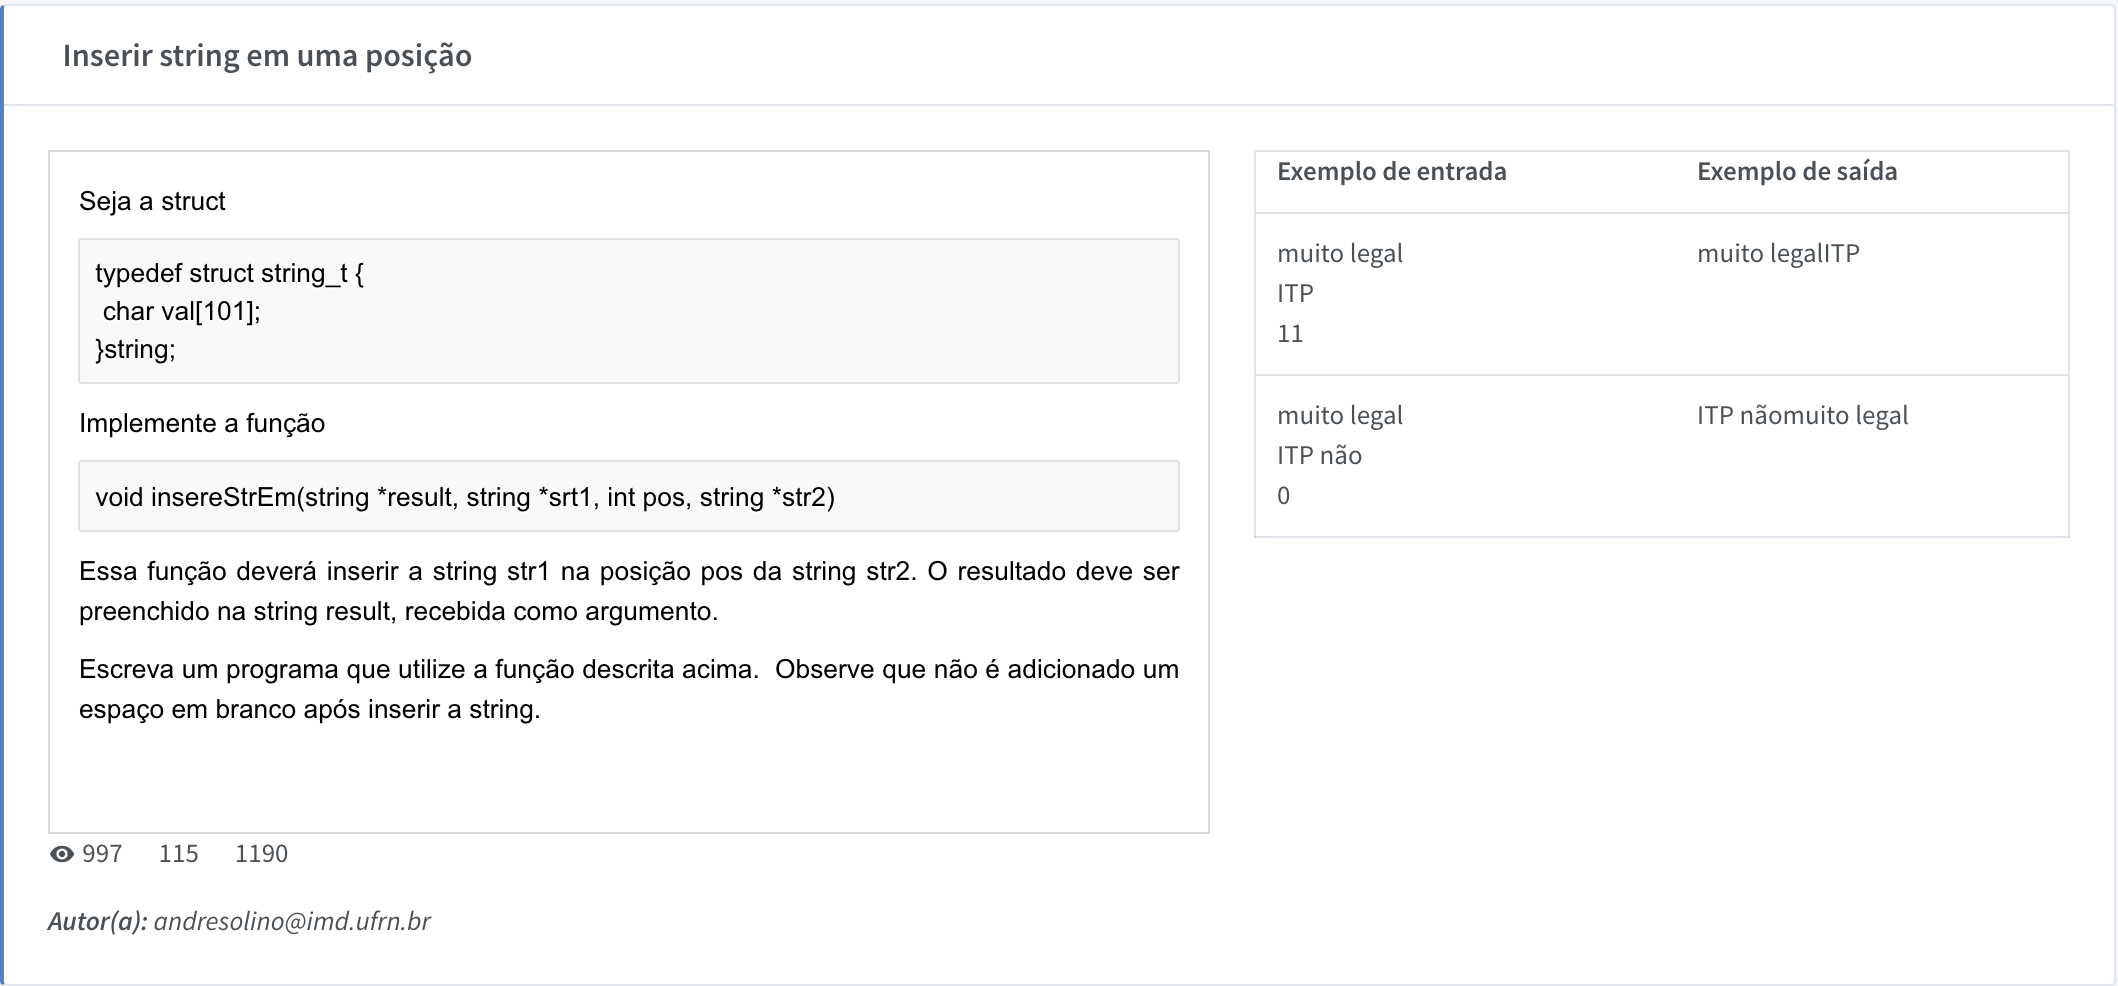 Inserir string em uma posição
Seja a struct
typedef struct string_t {
char val[101];
}string;
Implemente a função
void insereStrEm(string *result, string *srt1, int pos, string *str2)
Essa função deverá inserir a string str1 na posição pos da string str2. O resultado deve ser
preenchido na string result, recebida como argumento.
Escreva um programa que utilize a função descrita acima.  Observe que não é adicionado um
espaço em branco após inserir a string.
997 115 1190
Autor(a): andresolino@imd.ufrn.br
Exemplo de entrada Exemplo de saída
muito legal muito legalITP
ITP
11
muito legal ITP nãomuito legal
ITP não
0